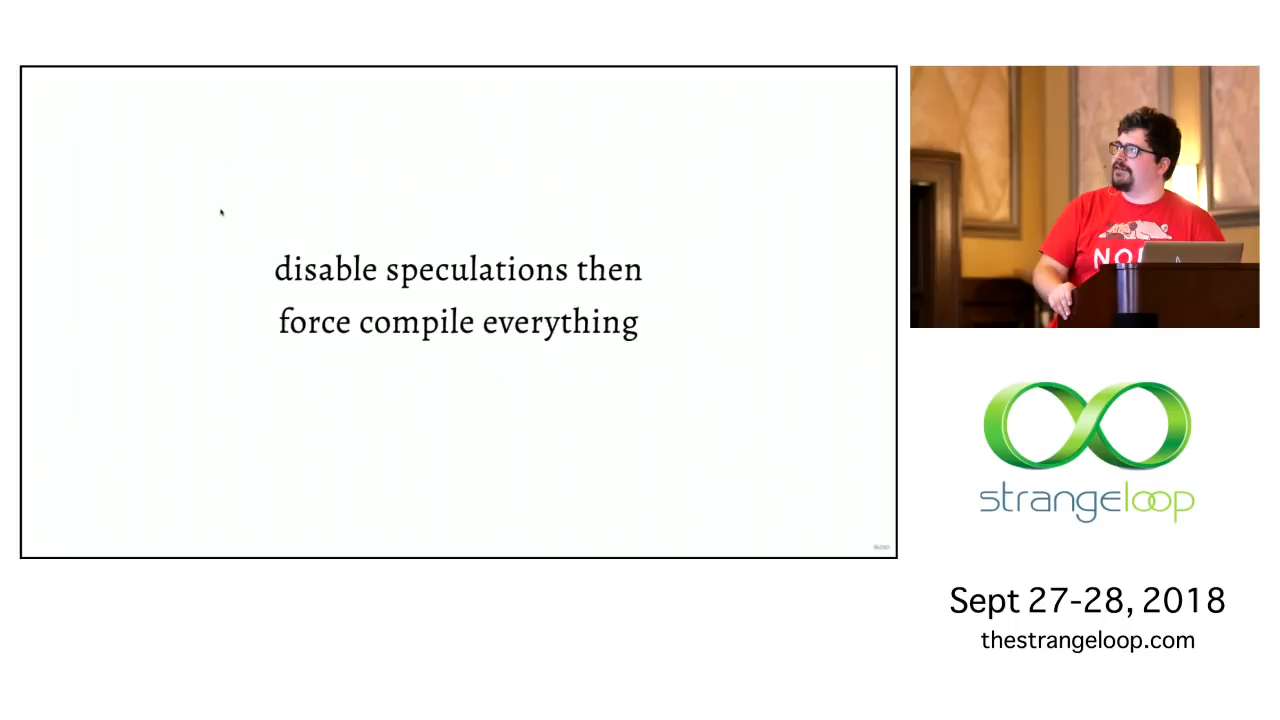 disable speculations then
force compile everything
strangeloop
Sept 27-28, 2018
thestrangeloop.com